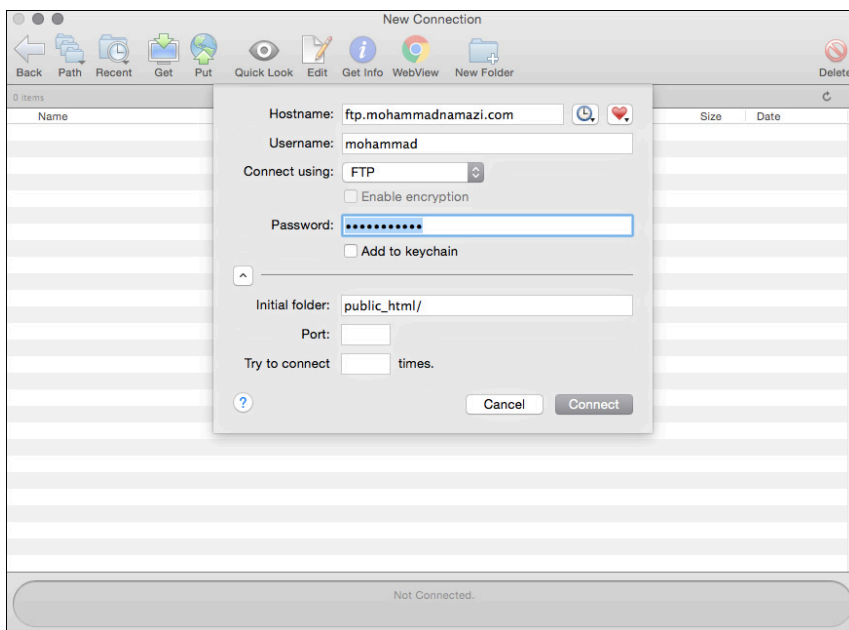 New Connection
Back Path Recent Get Put Quick Look Edit Get Info WebView New Folder Delete
0 items
Name Size Date
Hostname: ftp.mohammadnamazi.com
Username: mohammad
Connect using: FTP
Enable encryption
Password: •••••••••••
Add to keychain
Initial folder: public_html/
Port:
Try to connect times.
? Cancel Connect
Not Connected.